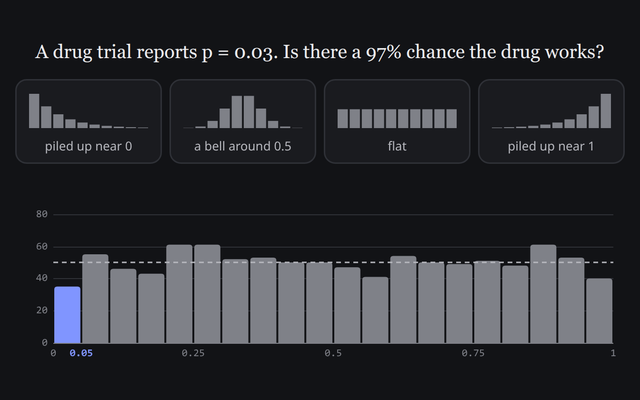 A drug trial reports p = 0.03. Is there a 97% chance the drug works?
piled up near 0
a bell around 0.5
flat
piled up near 1
80
60
40
20
0
0 0.05 0.25 0.5 0.75 1